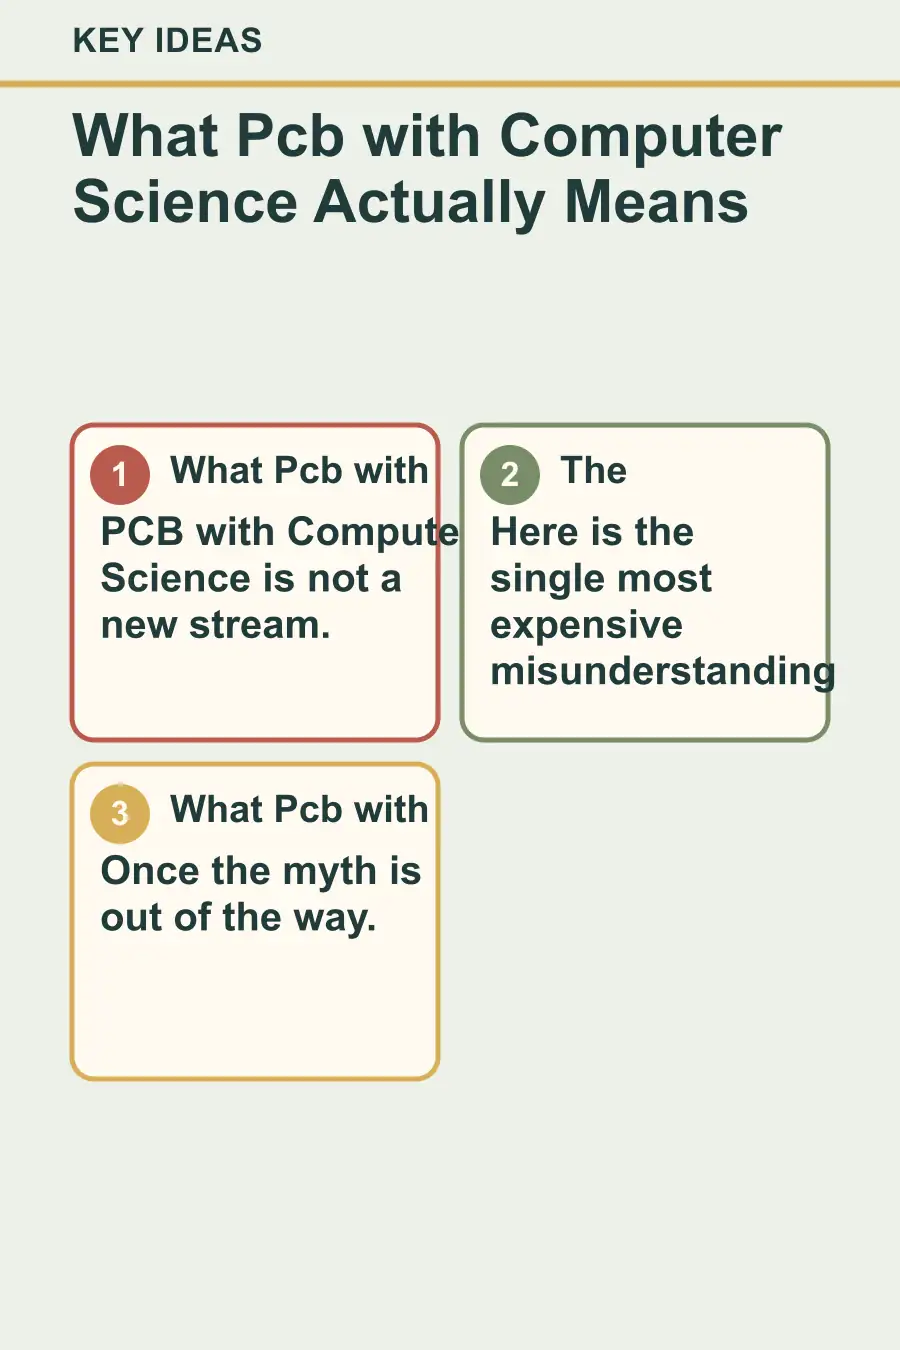 KEY IDEAS
What Pcb with Computer
Science Actually Means
1 What Pcb with
PCB with Compute
Science is not a
new stream.
2 The
Here is the
single most
expensive
misunderstanding
3 What Pcb with
Once the myth is
out of the way.